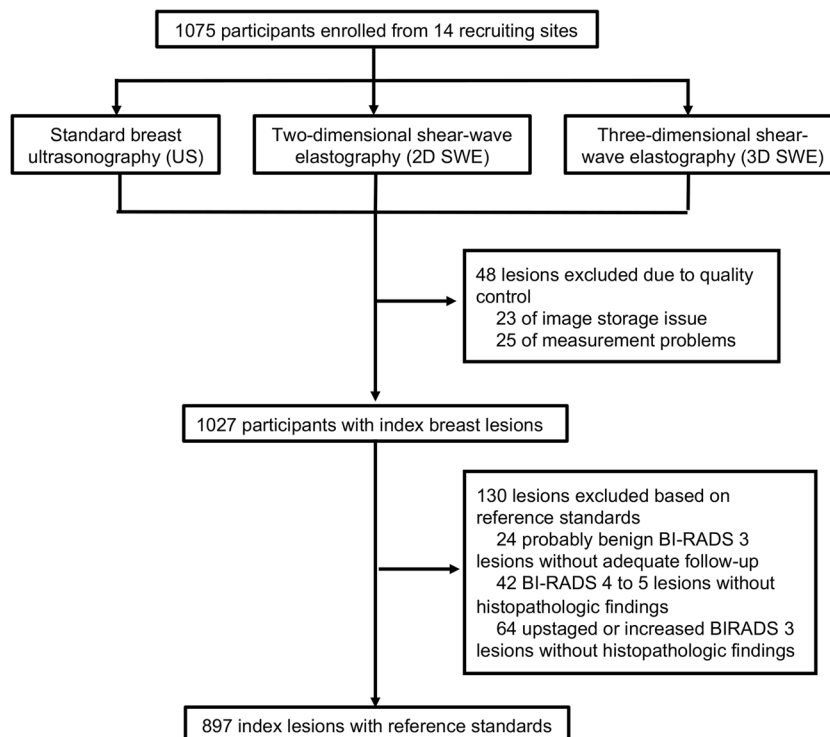 1075 participants enrolled from 14 recruiting sites
Standard breast
ultrasonography (US)
Two-dimensional shear-wave
elastography (2D SWE)
Three-dimensional shear-
wave elastography (3D SWE)
48 lesions excluded due to quality
control
23 of image storage issue
25 of measurement problems
1027 participants with index breast lesions
130 lesions excluded based on
reference standards
24 probably benign BI-RADS 3
lesions without adequate follow-up
42 BI-RADS 4 to 5 lesions without
histopathologic findings
64 upstaged or increased BIRADS 3
lesions without histopathologic findings
897 index lesions with reference standards